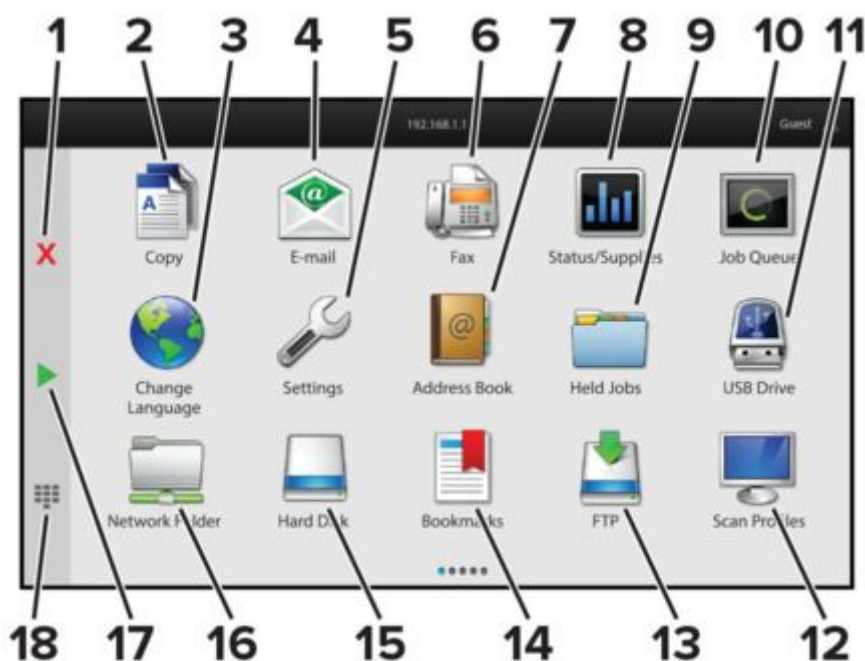 1 2 3 4 5 6 7 8 9 10 11
192.168.1.1 Guest
A @
Copy E-mail Fax Status/Supplies Job Queue
X
@
Change Language Settings Address Book Held Jobs USB Drive
Network Folder Hard Disk Bookmarks FTP Scan Profiles
18 17 16 15 14 13 12